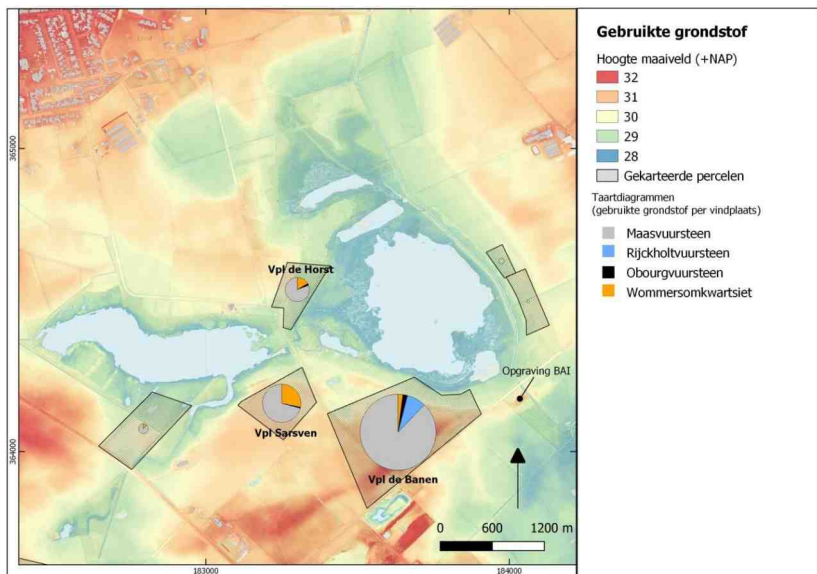 Gebruikte grondstof
Hoogte maaiveld (+NAP)
32
31
30
29
28
Gekarteerde percelen
Taartdiagrammen
(gebruikte grondstof per vindplaats)
Maasvuursteen
Rijckholtvuursteen
Obourgvuursteen
Wommersomkwartsiet
365000
364000
183000
184000
Vpl de Horst
Vpl Sarsven
Vpl de Banen
Opgraving BAI
0 600 1200 m